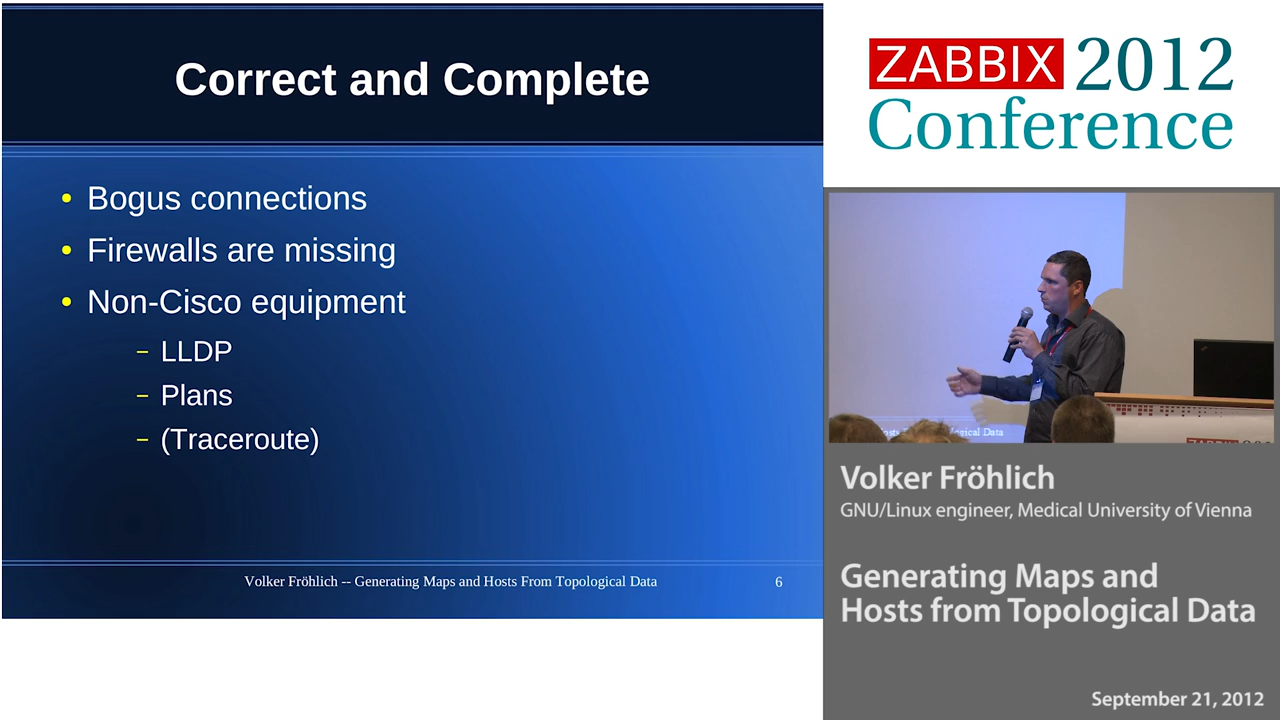 Correct and Complete
• Bogus connections
• Firewalls are missing
• Non-Cisco equipment
– LLDP
– Plans
– (Traceroute)
Volker Fröhlich -- Generating Maps and Hosts From Topological Data
6
ZABBIX 2012
Conference
Data
Volker Fröhlich
GNU/Linux engineer, Medical University of Vienna
Generating Maps and
Hosts from Topological Data
September 21, 2012